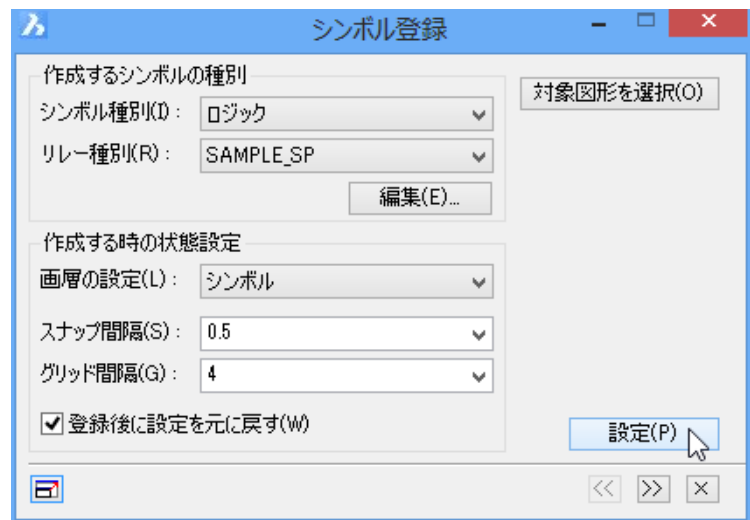 シンボル登録
作成するシンボルの種別
対象図形を選択(O)
シンボル種別(I):
ロジック
リレー種別(R):
SAMPLE_SP
編集(E)...
作成する時の状態設定
画層の設定(L):
シンボル
スナップ間隔(S):
0.5
グリッド間隔(G):
4
登録後に設定を元に戻す(W)
設定(P)
<<
>>